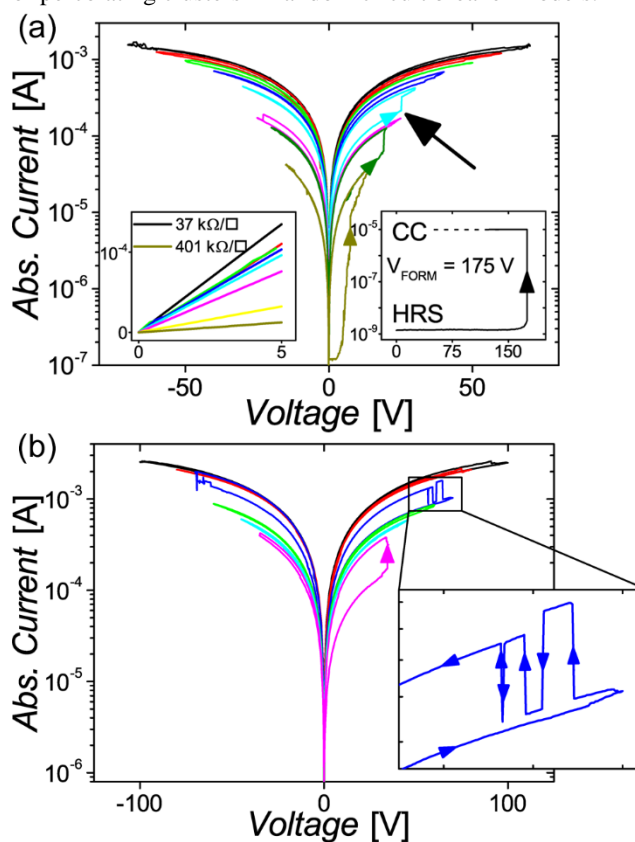 (a)
10⁻³
10⁻⁴
10⁻⁵
10⁻⁶
10⁻⁷
Abs. Current [A]
10⁻⁴
0
0
5
37 kΩ/□
401 kΩ/□
CC
V_FORM = 175 V
HRS
10⁻⁵
10⁻⁷
10⁻⁹
0
75
150
-50
0
50
Voltage [V]
(b)
10⁻³
10⁻⁴
10⁻⁵
10⁻⁶
Abs. Current [A]
-100
0
100
Voltage [V]